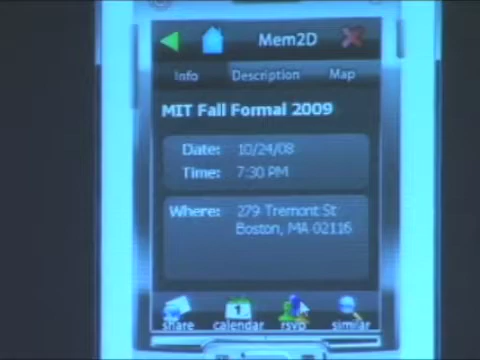 Mem2D
Info Description Map
MIT Fall Formal 2009
Date: 10/24/08
Time: 7:30 PM
Where: 279 Tremont St
Boston, MA 02116
share calendar rsvp similar
1